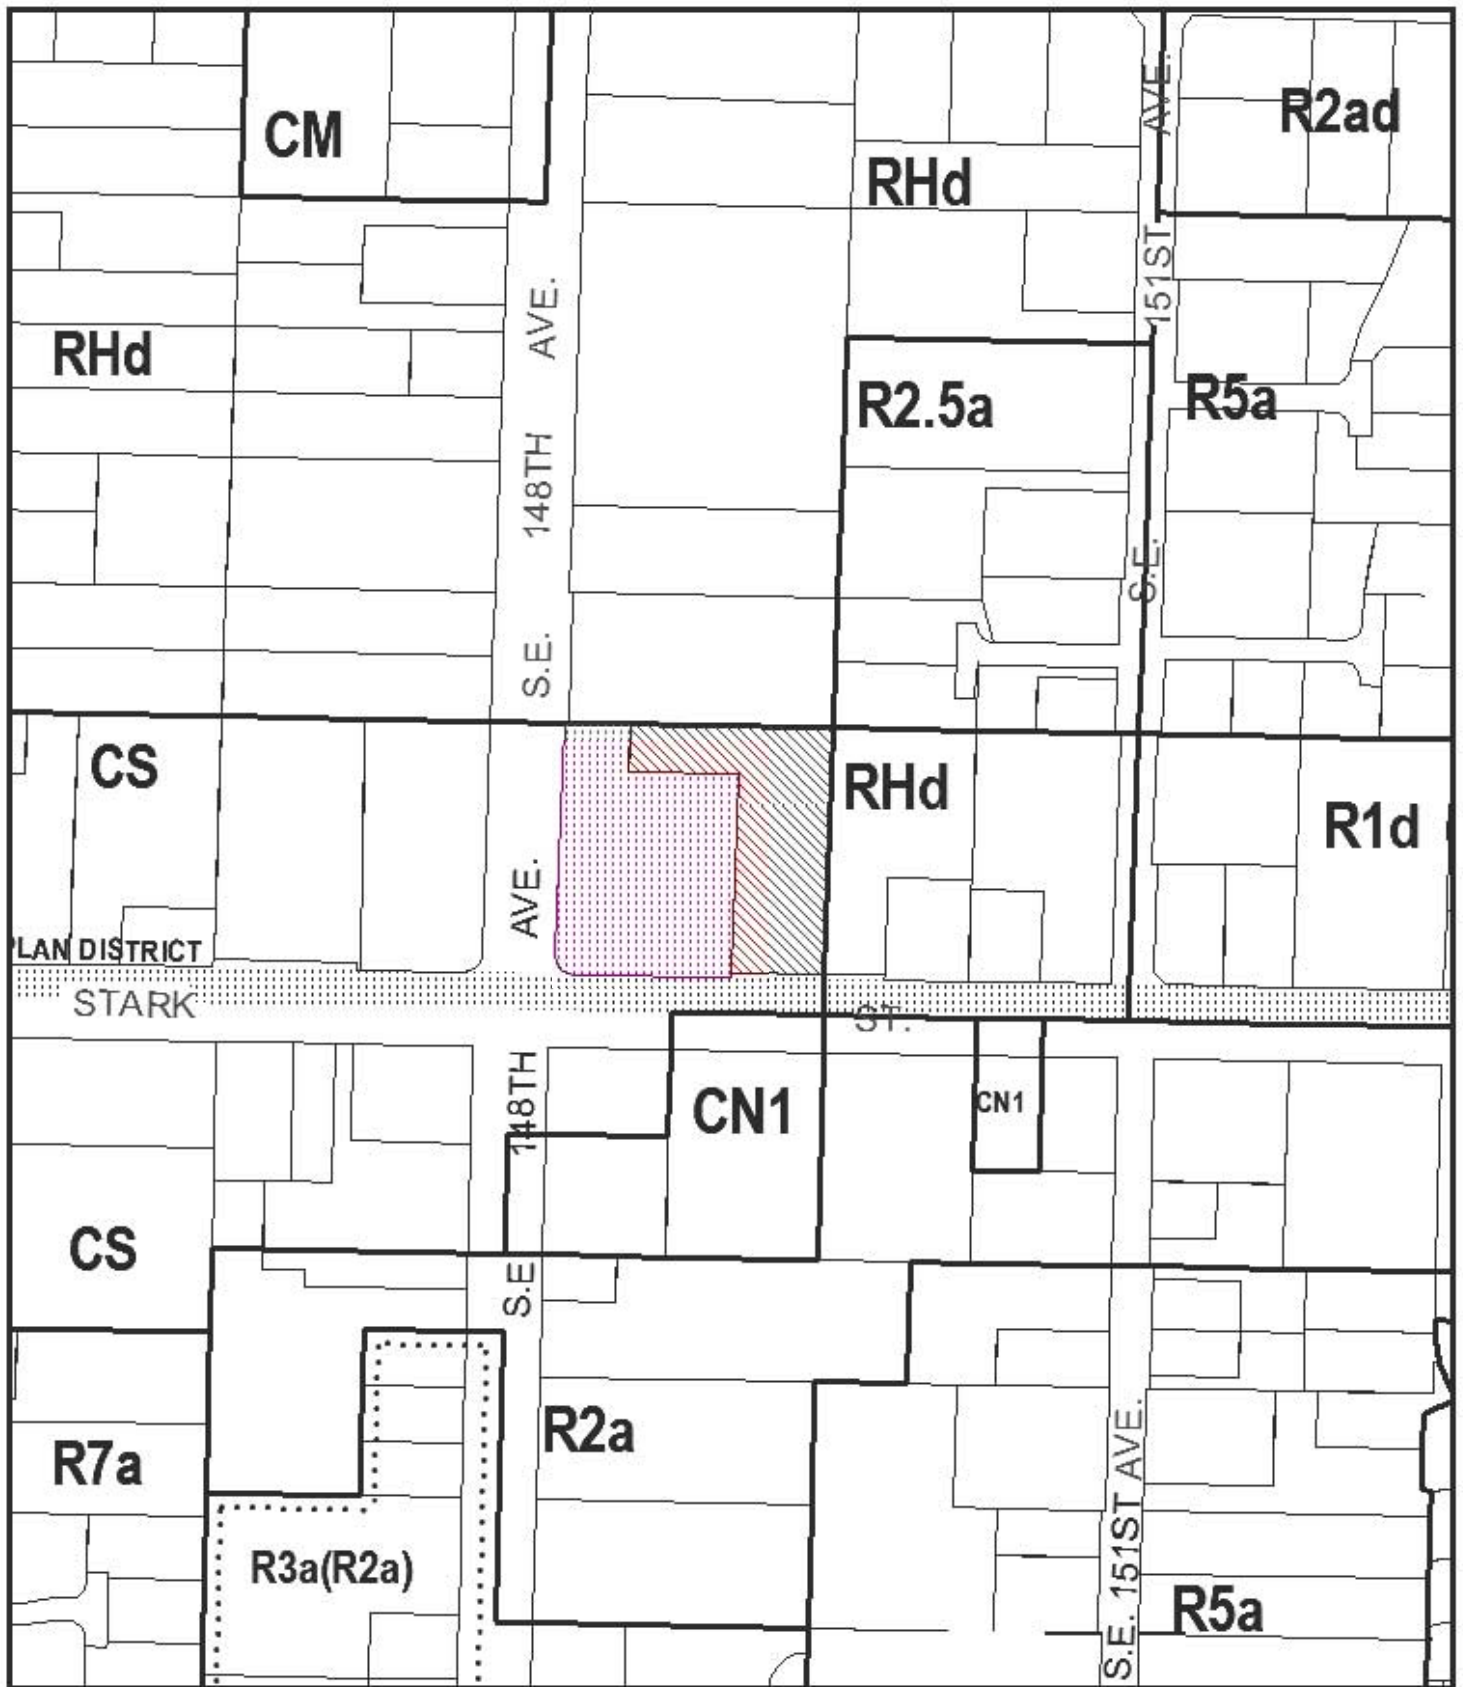 CM
AVE.
R2ad
RHd
151ST
AVE.
RHd
R2.5a
R5a
148TH
S.E.
S.E.
CS
RHd
R1d
AVE.
PLAN DISTRICT
STARK
ST.
148TH
CN1
CN1
CS
S.E
R2a
R7a
S.E. 151ST AVE.
R3a(R2a)
R5a